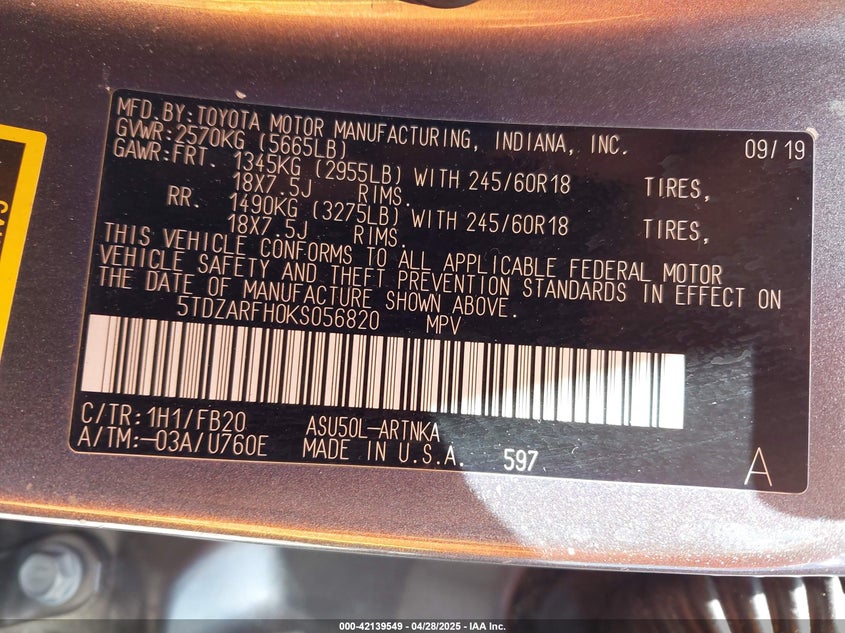 MFD.BY:TOYOTA MOTOR MANUFACTURING, INDIANA, INC. 09/19
GVWR:2570KG (5665LB)
GAWR:FRT. 1345KG (2955LB) WITH 245/60R18 TIRES,
18X7.5J RIMS.
RR. 1490KG (3275LB) WITH 245/60R18 TIRES,
18X7.5J RIMS.
THIS VEHICLE CONFORMS TO ALL APPLICABLE FEDERAL MOTOR
VEHICLE SAFETY AND THEFT PREVENTION STANDARDS IN EFFECT ON
THE DATE OF MANUFACTURE SHOWN ABOVE.
5TDZARFH0KS056820 MPV
C/TR:1H1/FB20 ASU50L-ARTNKA
A/TM:-03A/U760E MADE IN U.S.A. 597 A
000-42139549 | 04/28/2025 - IAA Inc.